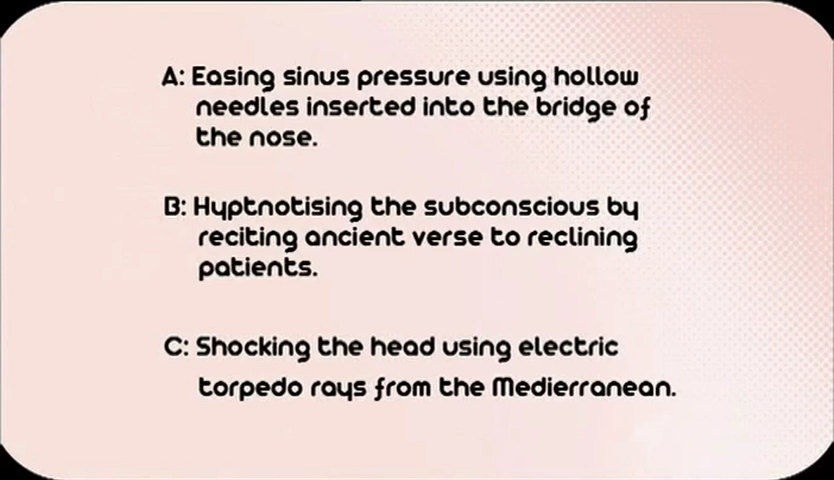 A: Easing sinus pressure using hollow
needles inserted into the bridge of
the nose.
B: Hyptnotising the subconscious by
reciting ancient verse to reclining
patients.
C: Shocking the head using electric
torpedo rays from the Medierranean.